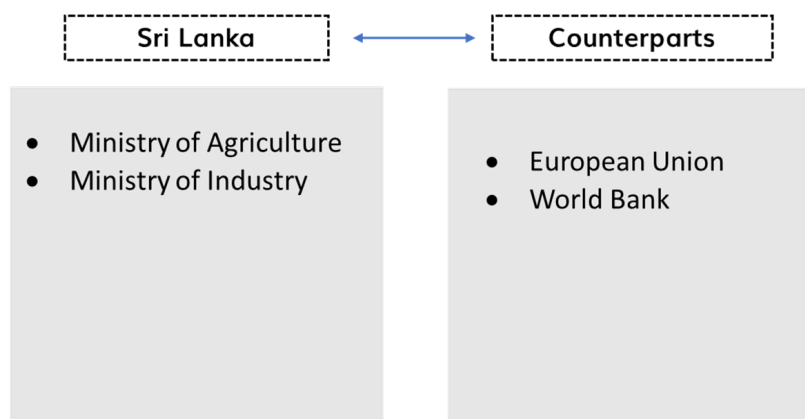 Sri Lanka
Counterparts
• Ministry of Agriculture
• Ministry of Industry
• European Union
• World Bank